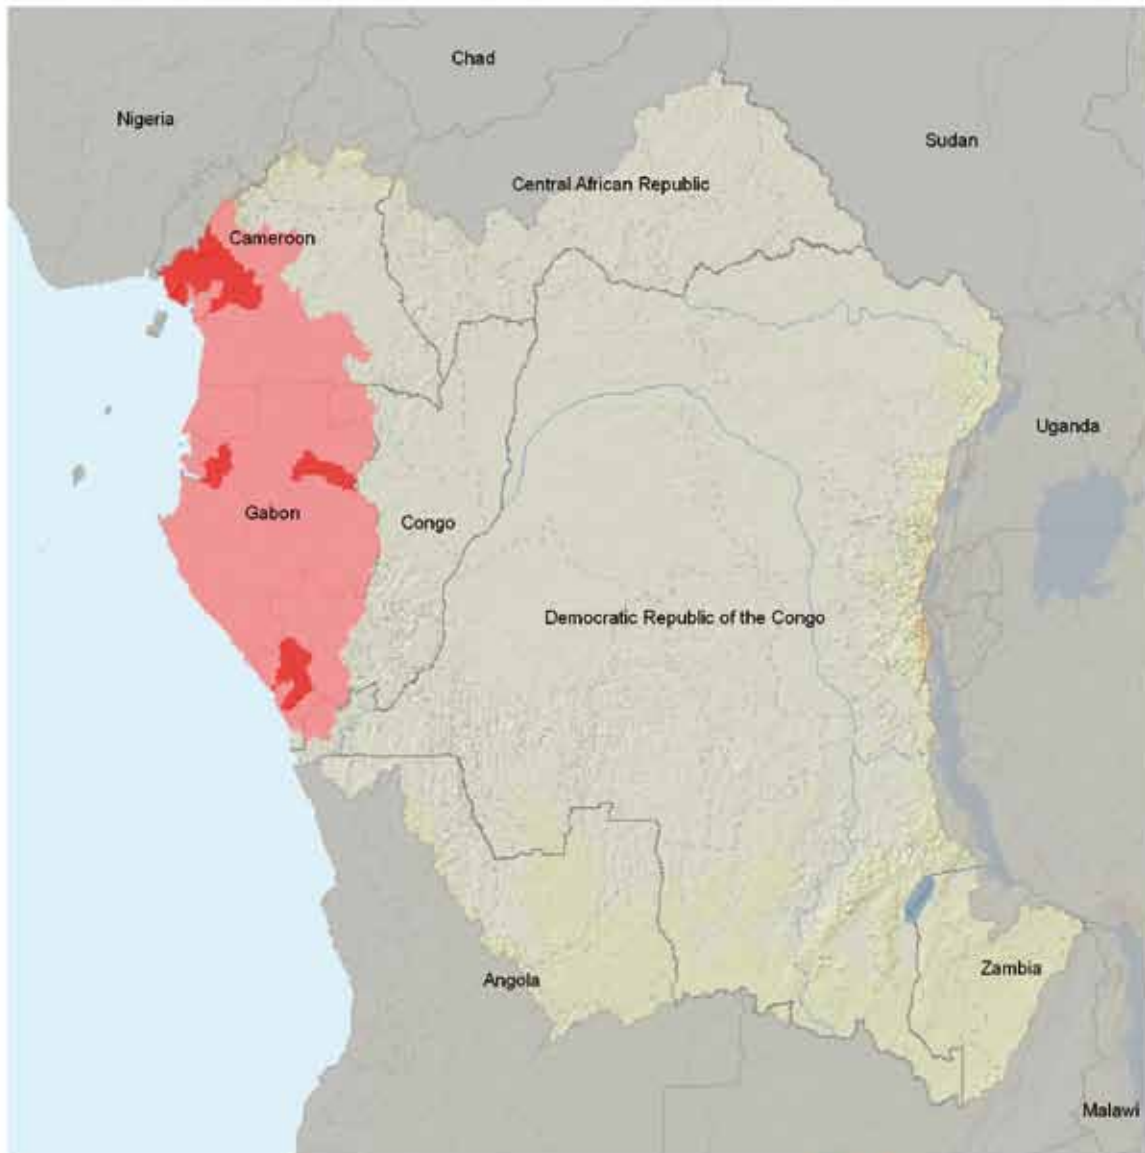 Chad
Nigeria
Sudan
Central African Republic
Cameroon
Uganda
Gabon
Congo
Democratic Republic of the Congo
Angola
Zambia
Malawi